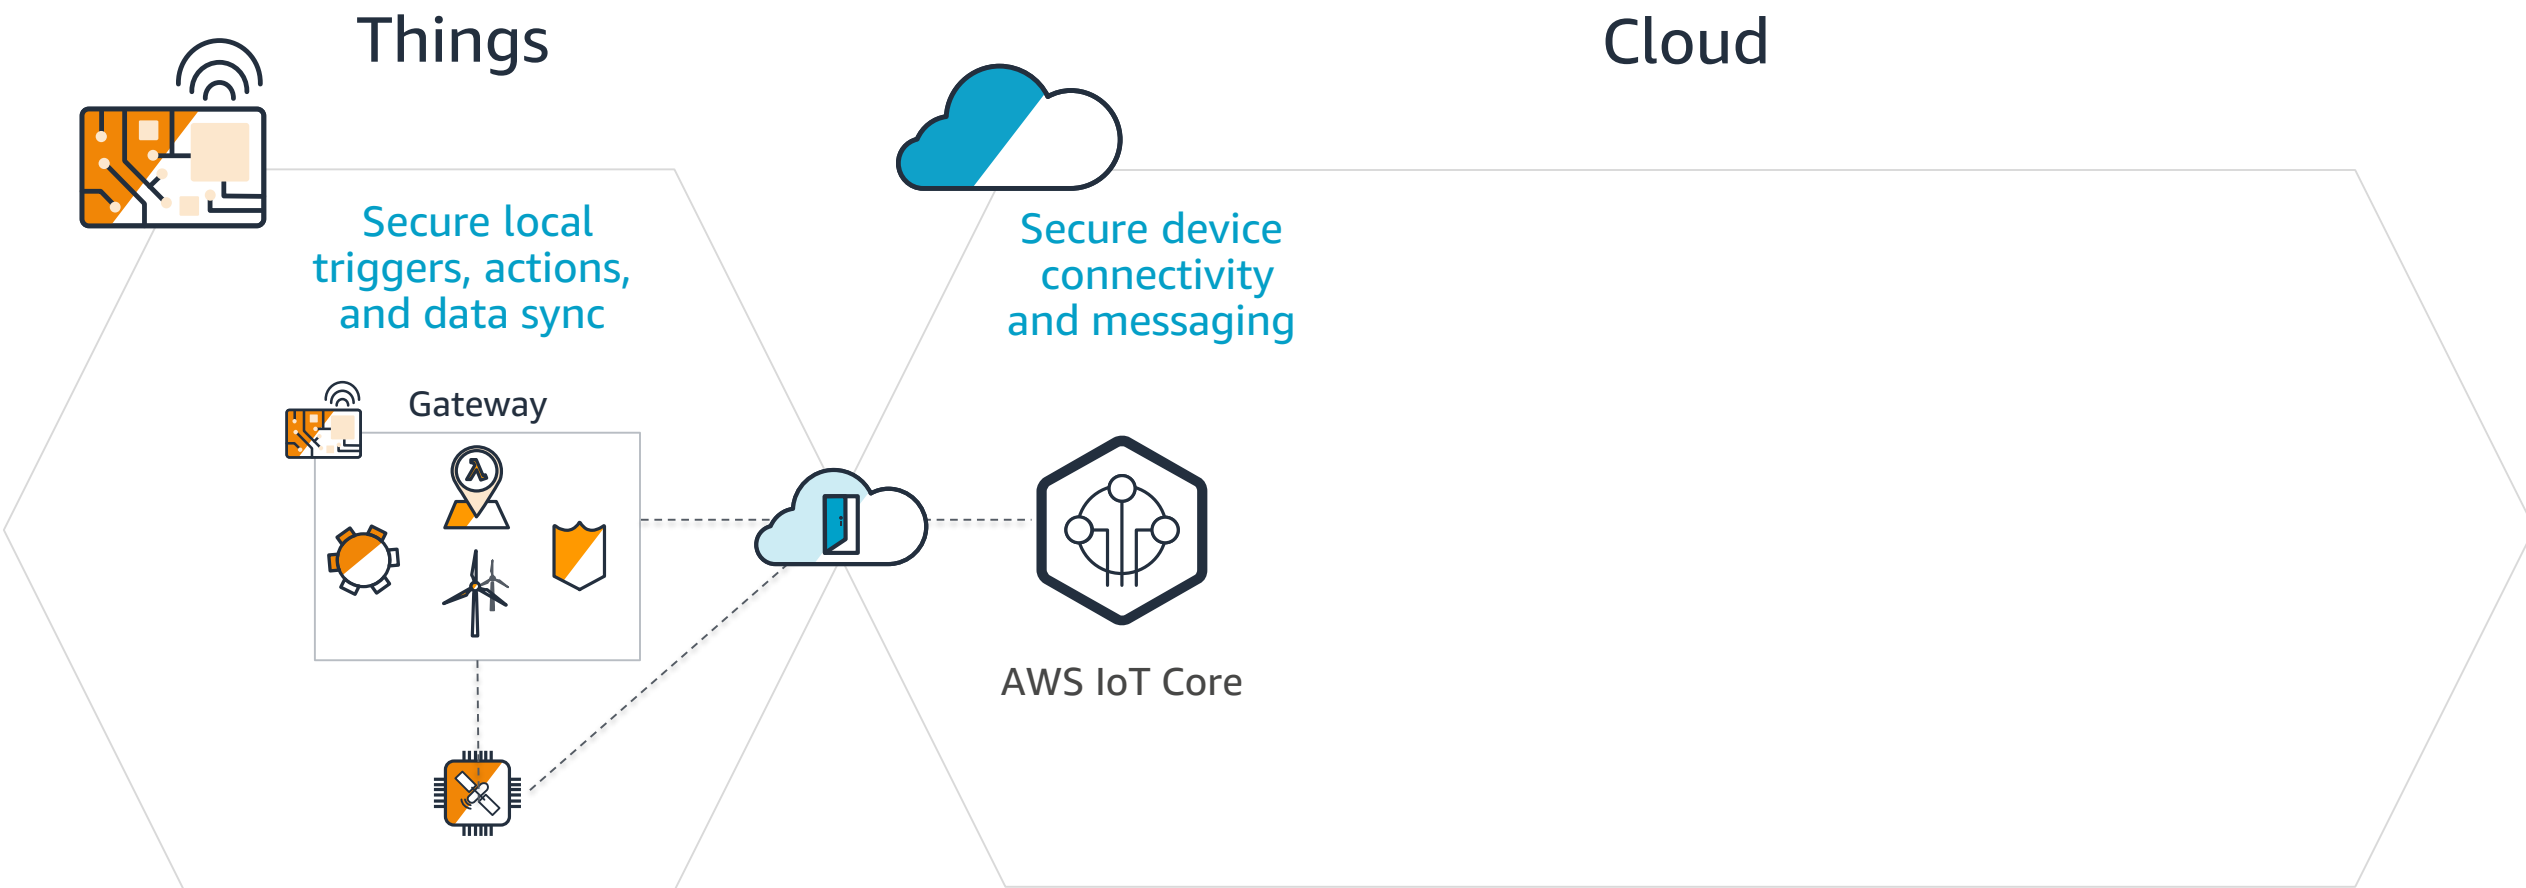 Things
Cloud
Secure local
triggers, actions,
and data sync
Secure device
connectivity
and messaging
Gateway
λ
AWS IoT Core